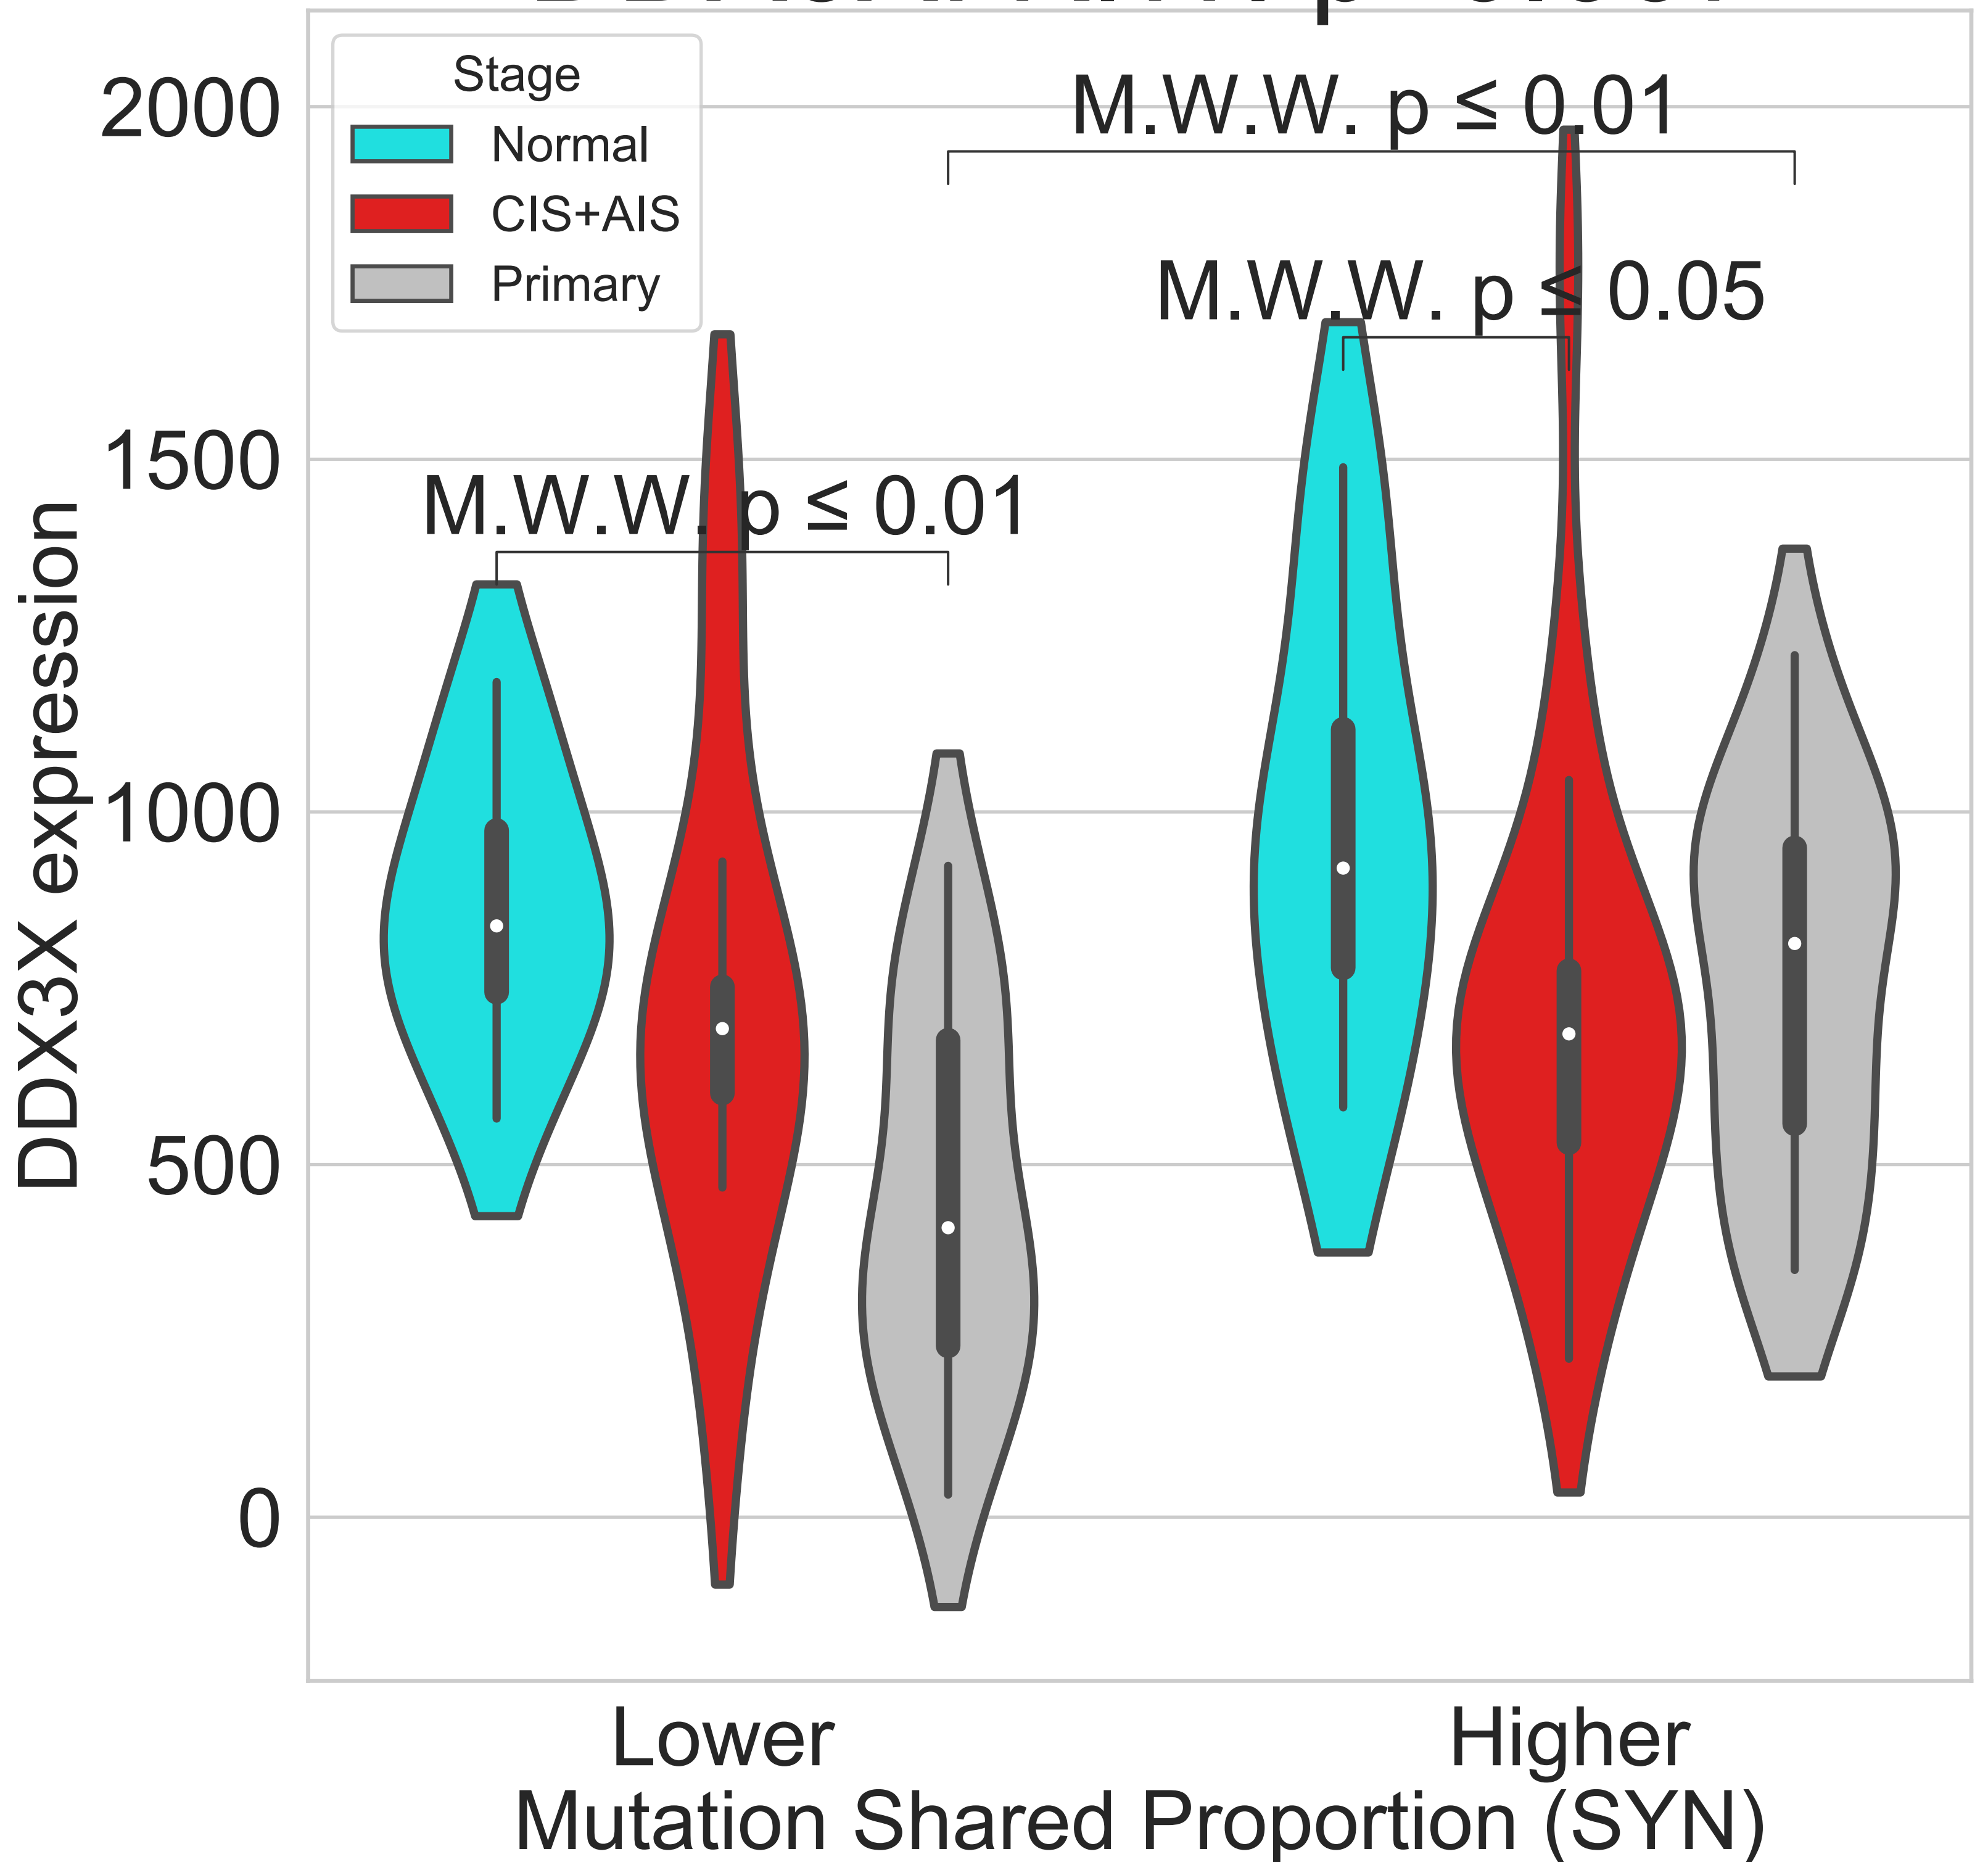 Stage
Normal
CIS+AIS
Primary
M.W.W. p ≤ 0.01
M.W.W. p ≤ 0.05
M.W.W. p ≤ 0.01
2000
1500
1000
500
0
DDX3X expression
Lower
Higher
Mutation Shared Proportion (SYN)